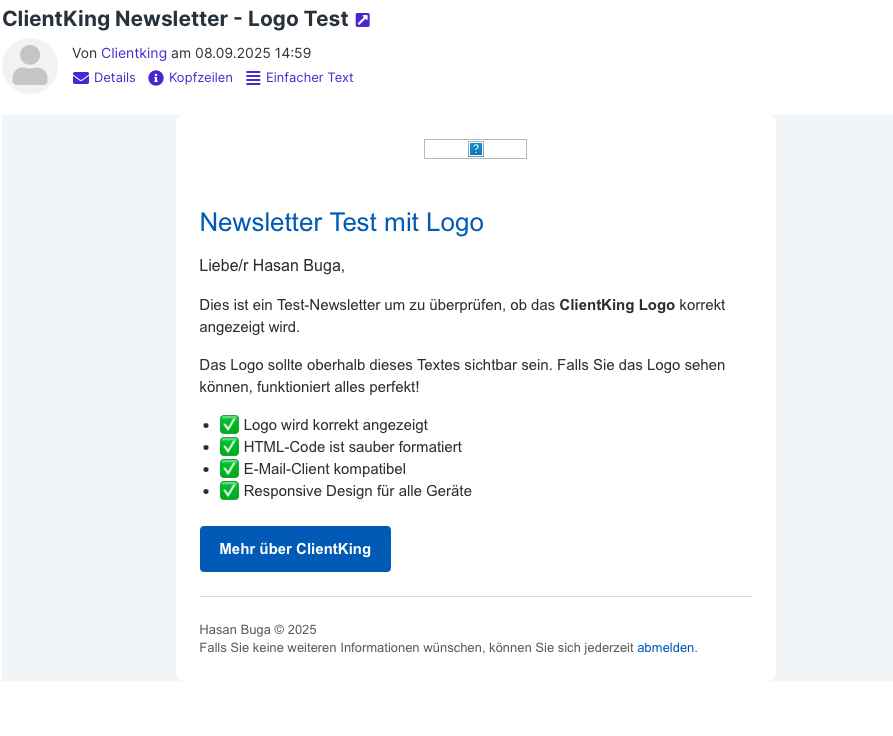 ClientKing Newsletter - Logo Test
Von Clientking am 08.09.2025 14:59
Details Kopfzeilen Einfacher Text
?
Newsletter Test mit Logo
Liebe/r Hasan Buga,
Dies ist ein Test-Newsletter um zu überprüfen, ob das ClientKing Logo korrekt
angezeigt wird.
Das Logo sollte oberhalb dieses Textes sichtbar sein. Falls Sie das Logo sehen
können, funktioniert alles perfekt!
• ✅ Logo wird korrekt angezeigt
• ✅ HTML-Code ist sauber formatiert
• ✅ E-Mail-Client kompatibel
• ✅ Responsive Design für alle Geräte
Mehr über ClientKing
Hasan Buga © 2025
Falls Sie keine weiteren Informationen wünschen, können Sie sich jederzeit abmelden.